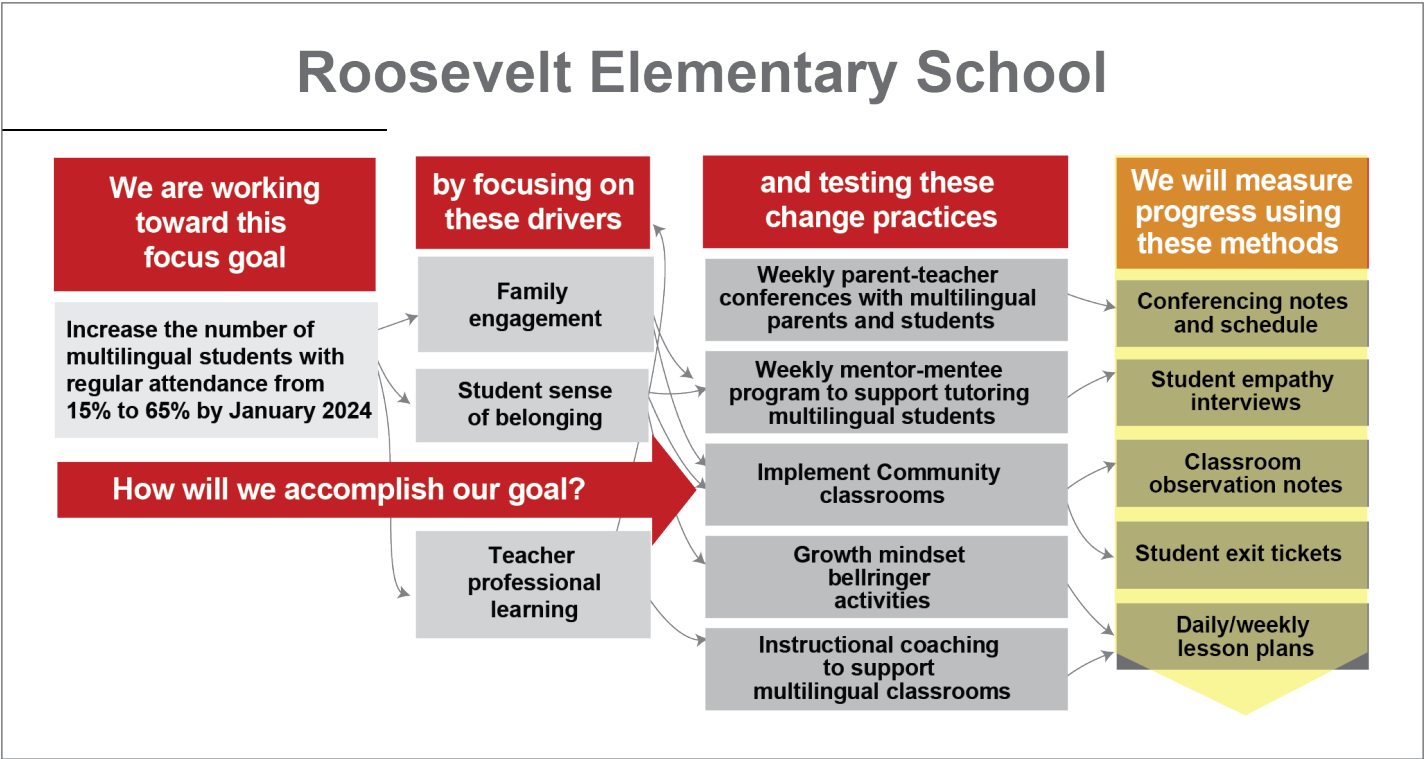 Roosevelt Elementary School
We are working
toward this
focus goal
Increase the number of
multilingual students with
regular attendance from
15% to 65% by January 2024
by focusing on
these drivers
Family
engagement
Student sense
of belonging
How will we accomplish our goal?
Teacher
professional
learning
and testing these
change practices
Weekly parent-teacher
conferences with multilingual
parents and students
Weekly mentor-mentee
program to support tutoring
multilingual students
Implement Community
classrooms
Growth mindset
bellringer
activities
Instructional coaching
to support
multilingual classrooms
We will measure
progress using
these methods
Conferencing notes
and schedule
Student empathy
interviews
Classroom
observation notes
Student exit tickets
Daily/weekly
lesson plans